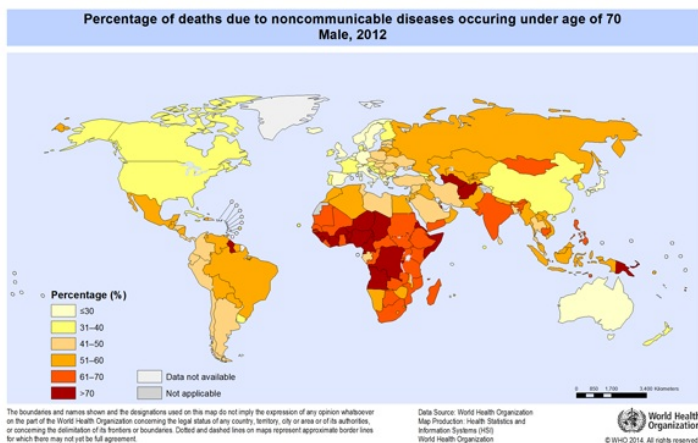 Percentage of deaths due to noncommunicable diseases occuring under age of 70
Male, 2012
Percentage (%)
≤30
31–40
41–50
51–60
61–70
>70
Data not available
Not applicable
0 850 1,700 3,400 Kilometers
The boundaries and names shown and the designations used on this map do not imply the expression of any opinion whatsoever
on the part of the World Health Organization concerning the legal status of any country, territory, city or area or of its authorities,
or concerning the delimitation of its frontiers or boundaries. Dotted and dashed lines on maps represent approximate border lines
for which there may not yet be full agreement.
Data Source: World Health Organization
Map Production: Health Statistics and
Information Systems (HSI)
World Health Organization
World Health
Organization
© WHO 2014. All rights reserved